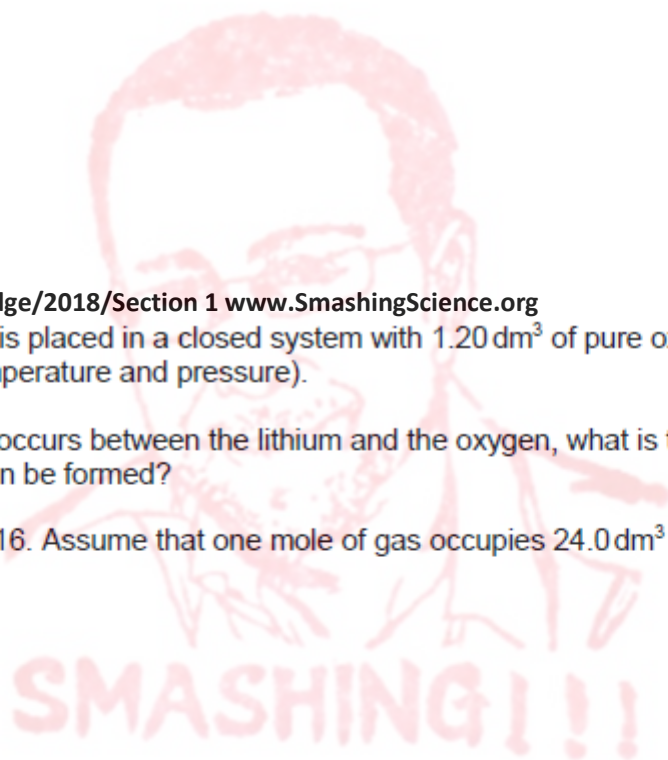 dge/2018/Section 1 www.SmashingScience.org
is placed in a closed system with 1.20 dm³ of pure o
perature and pressure).
occurs between the lithium and the oxygen, what is t
n be formed?
16. Assume that one mole of gas occupies 24.0 dm³
SMASHING!!!